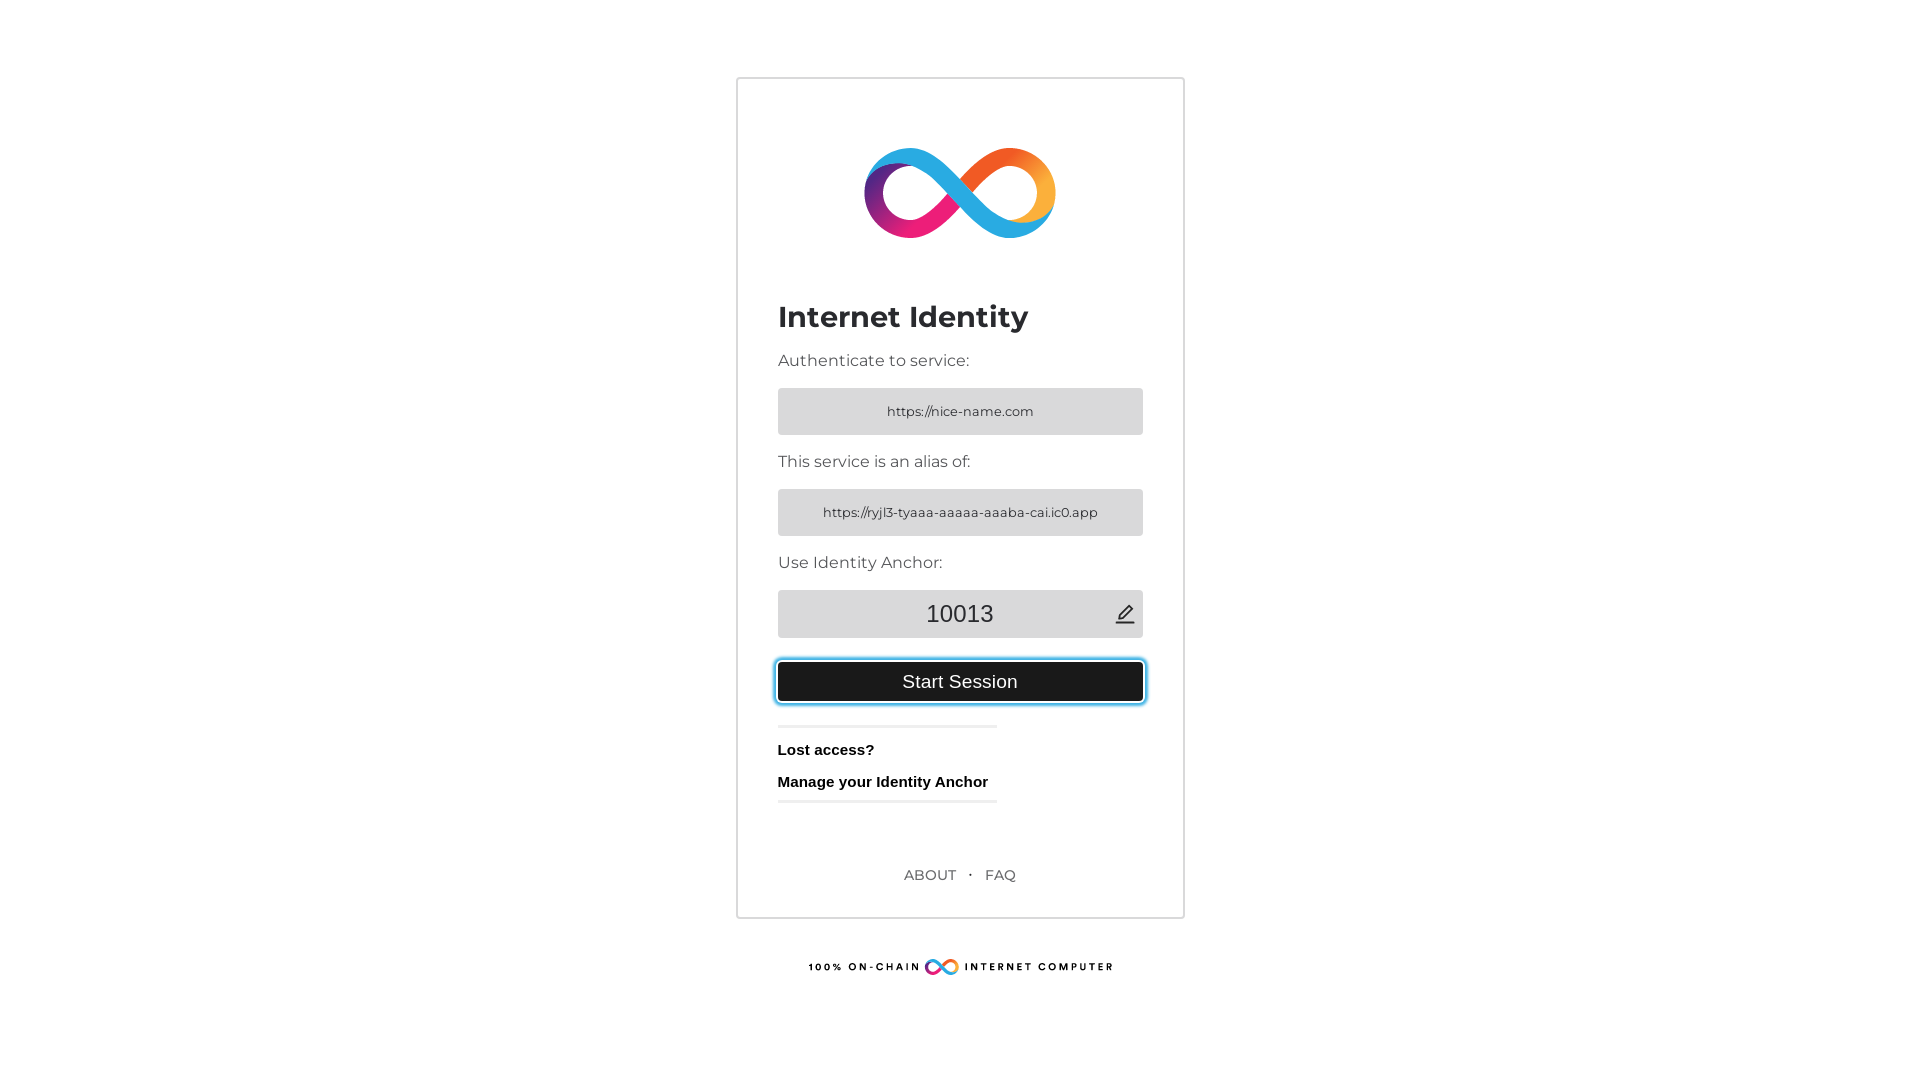 Internet Identity
Authenticate to service:
https://nice-name.com
This service is an alias of:
https://ryjl3-tyaaa-aaaaa-aaaba-cai.ic0.app
Use Identity Anchor:
10013
Start Session
Lost access?
Manage your Identity Anchor
ABOUT · FAQ
100% ON-CHAIN INTERNET COMPUTER